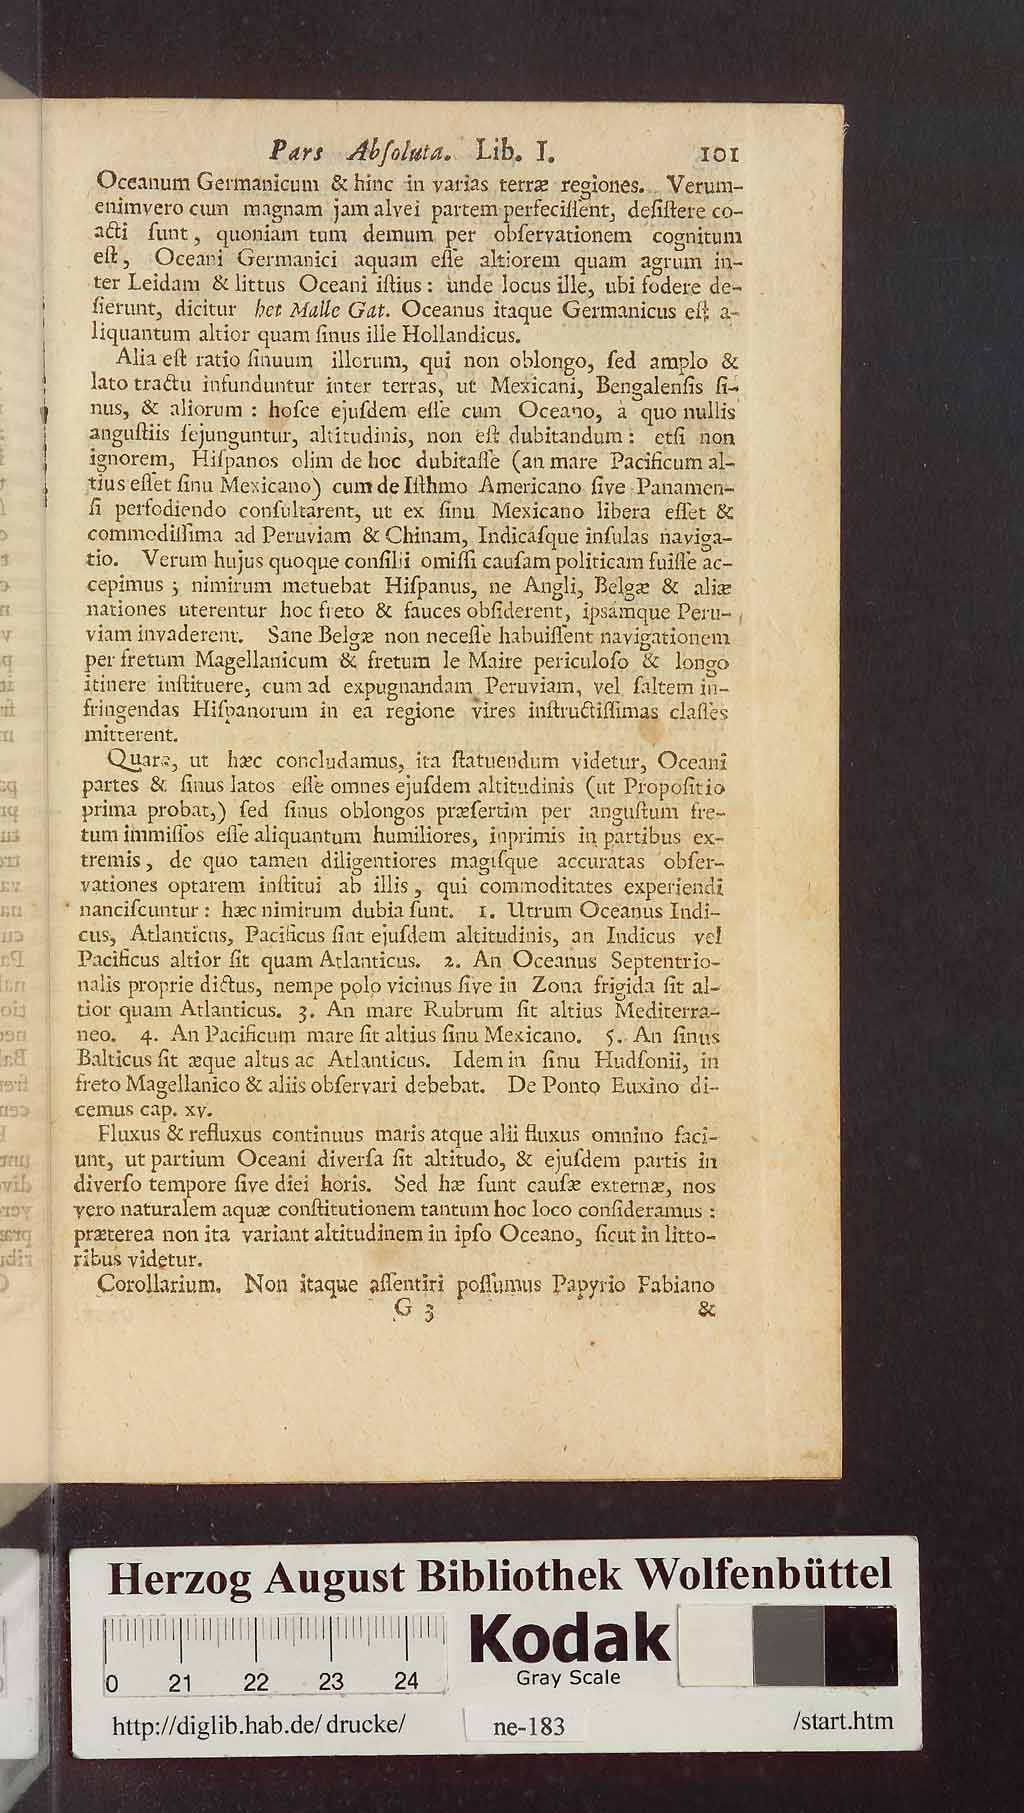 Pars Abſoluta. Lib. I. 101
Oceanum Germanicum & hinc in varias terræ regiones. Verum-
enimvero cum magnam jam alvei partem perfeciſſent, deſiſtere co-
acti ſunt, quoniam tum demum per obſervationem cognitum
eſt, Oceani Germanici aquam eſſe altiorem quam agrum in-
ter Leidam & littus Oceani iſtius: unde locus ille, ubi fodere de-
ſierunt, dicitur het Malle Gat. Oceanus itaque Germanicus eſt a-
liquantum altior quam ſinus ille Hollandicus.
Alia eſt ratio ſinuum illorum, qui non oblongo, ſed amplo &
lato tractu infunduntur inter terras, ut Mexicani, Bengalenſis ſi-
nus, & aliorum: hoſce ejuſdem eſſe cum Oceano, à quo nullis
anguſtiis ſejunguntur, altitudinis, non eſt dubitandum: etſi non
ignorem, Hiſpanos olim de hoc dubitaſſe (an mare Pacificum al-
tius eſſet ſinu Mexicano) cum de Iſthmo Americano ſive Panamen-
ſi perfodiendo conſultarent, ut ex ſinu Mexicano libera eſſet &
commodiſſima ad Peruviam & Chinam, Indicaſque inſulas naviga-
tio. Verum hujus quoque conſilii omiſſi cauſam politicam fuiſſe ac-
cepimus; nimirum metuebat Hiſpanus, ne Angli, Belgæ & aliæ
nationes uterentur hoc freto & fauces obſiderent, ipsamque Peru-
viam invaderent. Sane Belgæ non neceſſe habuiſſent navigationem
per fretum Magellanicum & fretum le Maire periculoſo & longo
itinere inſtituere, cum ad expugnandam Peruviam, vel ſaltem in-
fringendas Hiſpanorum in ea regione vires inſtructiſſimas claſſes
mitterent.
Quare, ut hæc concludamus, ita ſtatuendum videtur, Oceani
partes & ſinus latos eſſe omnes ejuſdem altitudinis (ut Propoſitio
prima probat,) ſed ſinus oblongos præſertim per anguſtum fre-
tum immiſſos eſſe aliquantum humiliores, inprimis in partibus ex-
tremis, de quo tamen diligentiores magiſque accuratas obſer-
vationes optarem inſtitui ab illis, qui commoditates experiendi
nanciſcuntur: hæc nimirum dubia ſunt. 1. Utrum Oceanus Indi-
cus, Atlanticus, Pacificus ſint ejuſdem altitudinis, an Indicus vel
Pacificus altior ſit quam Atlanticus. 2. An Oceanus Septentrio-
nalis proprie dictus, nempe polo vicinus ſive in Zona frigida ſit al-
tior quam Atlanticus. 3. An mare Rubrum ſit altius Mediterra-
neo. 4. An Pacificum mare ſit altius ſinu Mexicano. 5. An ſinus
Balticus ſit æque altus ac Atlanticus. Idem in ſinu Hudſonii, in
freto Magellanico & aliis obſervari debebat. De Ponto Euxino di-
cemus cap. xv.
Fluxus & refluxus continuus maris atque alii fluxus omnino faci-
unt, ut partium Oceani diverſa ſit altitudo, & ejuſdem partis in
diverſo tempore ſive diei horis. Sed hæ ſunt cauſæ externæ, nos
vero naturalem aquæ conſtitutionem tantum hoc loco conſideramus:
præterea non ita variant altitudinem in ipſo Oceano, ſicut in litto-
ribus videtur.
Corollarium. Non itaque aſſentiri poſſumus Papyrio Fabiano
G 3 &
Herzog August Bibliothek Wolfenbüttel
0 21 22 23 24
Kodak
Gray Scale
http://diglib.hab.de/drucke/ ne-183 /start.htm